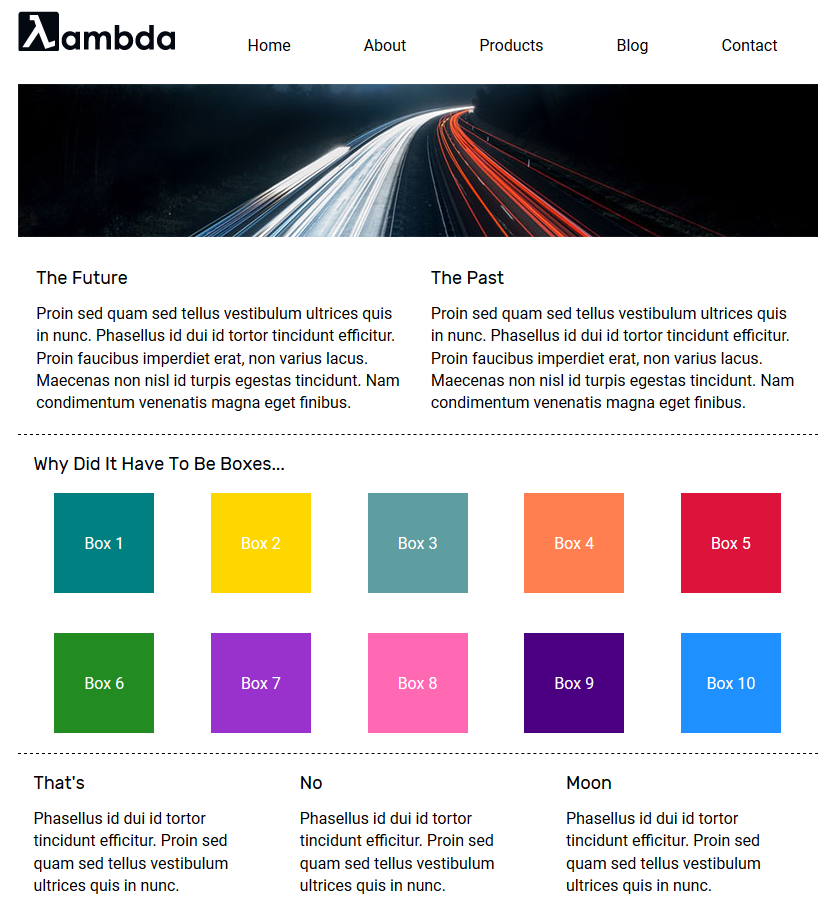 λambda
Home About Products Blog Contact
The Future
Proin sed quam sed tellus vestibulum ultrices quis
in nunc. Phasellus id dui id tortor tincidunt efficitur.
Proin faucibus imperdiet erat, non varius lacus.
Maecenas non nisl id turpis egestas tincidunt. Nam
condimentum venenatis magna eget finibus.
The Past
Proin sed quam sed tellus vestibulum ultrices quis
in nunc. Phasellus id dui id tortor tincidunt efficitur.
Proin faucibus imperdiet erat, non varius lacus.
Maecenas non nisl id turpis egestas tincidunt. Nam
condimentum venenatis magna eget finibus.
Why Did It Have To Be Boxes...
Box 1 Box 2 Box 3 Box 4 Box 5
Box 6 Box 7 Box 8 Box 9 Box 10
That's
Phasellus id dui id tortor
tincidunt efficitur. Proin sed
quam sed tellus vestibulum
ultrices quis in nunc.
No
Phasellus id dui id tortor
tincidunt efficitur. Proin sed
quam sed tellus vestibulum
ultrices quis in nunc.
Moon
Phasellus id dui id tortor
tincidunt efficitur. Proin sed
quam sed tellus vestibulum
ultrices quis in nunc.